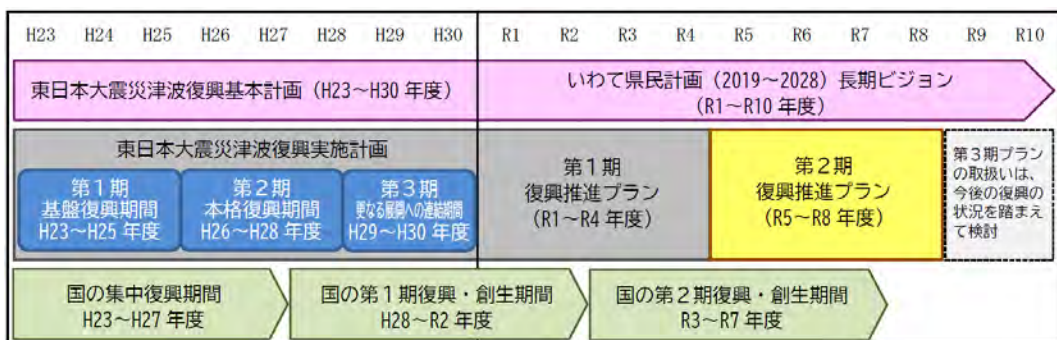 H23 H24 H25 H26 H27 H28 H29 H30 R1 R2 R3 R4 R5 R6 R7 R8 R9 R10
東日本大震災津波復興基本計画（H23～H30 年度）
いわて県民計画（2019～2028）長期ビジョン
（R1～R10 年度）
東日本大震災津波復興実施計画
第１期
基盤復興期間
H23～H25 年度
第２期
本格復興期間
H26～H28 年度
第３期
更なる展開への連結期間
H29～H30 年度
第１期
復興推進プラン
（R1～R4 年度）
第２期
復興推進プラン
（R5～R8 年度）
第３期プラン
の取扱いは、
今後の復興の
状況を踏まえ
て検討
国の集中復興期間
H23～H27 年度
国の第１期復興・創生期間
H28～R2 年度
国の第２期復興・創生期間
R3～R7 年度